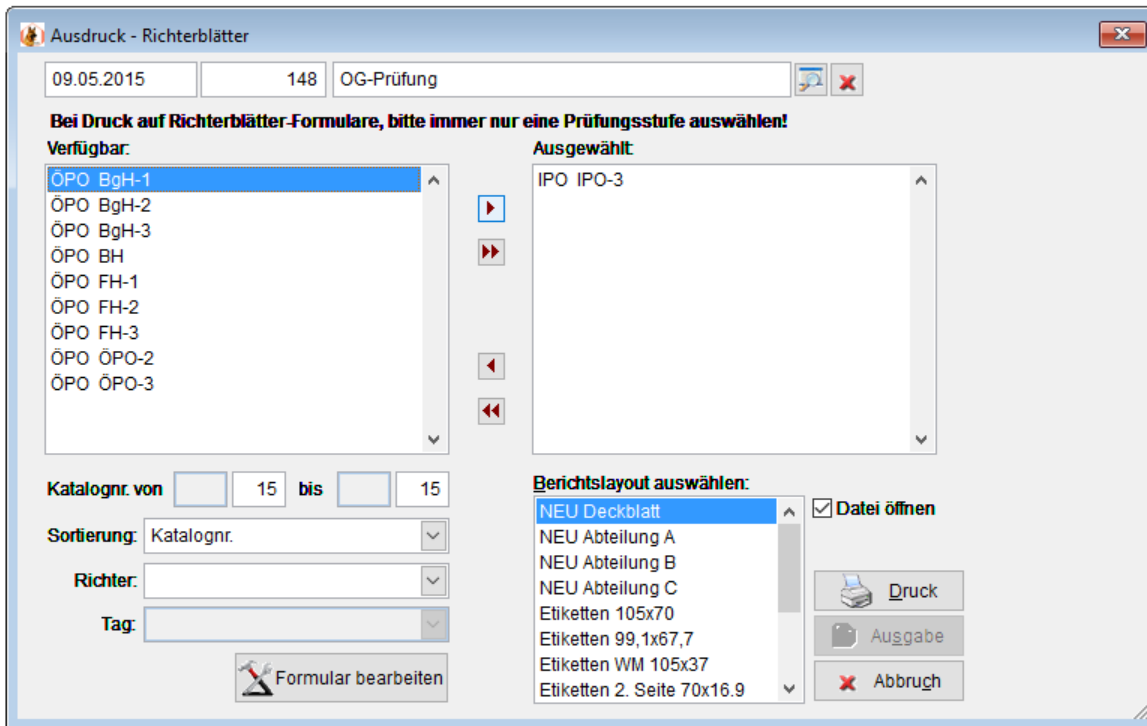 Ausdruck - Richterblätter
09.05.2015 148 OG-Prüfung
Bei Druck auf Richterblätter-Formulare, bitte immer nur eine Prüfungsstufe auswählen!
Verfügbar:
ÖPO BgH-1
ÖPO BgH-2
ÖPO BgH-3
ÖPO BH
ÖPO FH-1
ÖPO FH-2
ÖPO FH-3
ÖPO ÖPO-2
ÖPO ÖPO-3
Ausgewählt:
IPO IPO-3
Katalognr. von 15 bis 15
Sortierung: Katalognr.
Richter:
Tag:
Formular bearbeiten
Berichtslayout auswählen:
NEU Deckblatt
NEU Abteilung A
NEU Abteilung B
NEU Abteilung C
Etiketten 105x70
Etiketten 99,1x67,7
Etiketten WM 105x37
Etiketten 2. Seite 70x16.9
Datei öffnen
Druck
Ausgabe
Abbruch